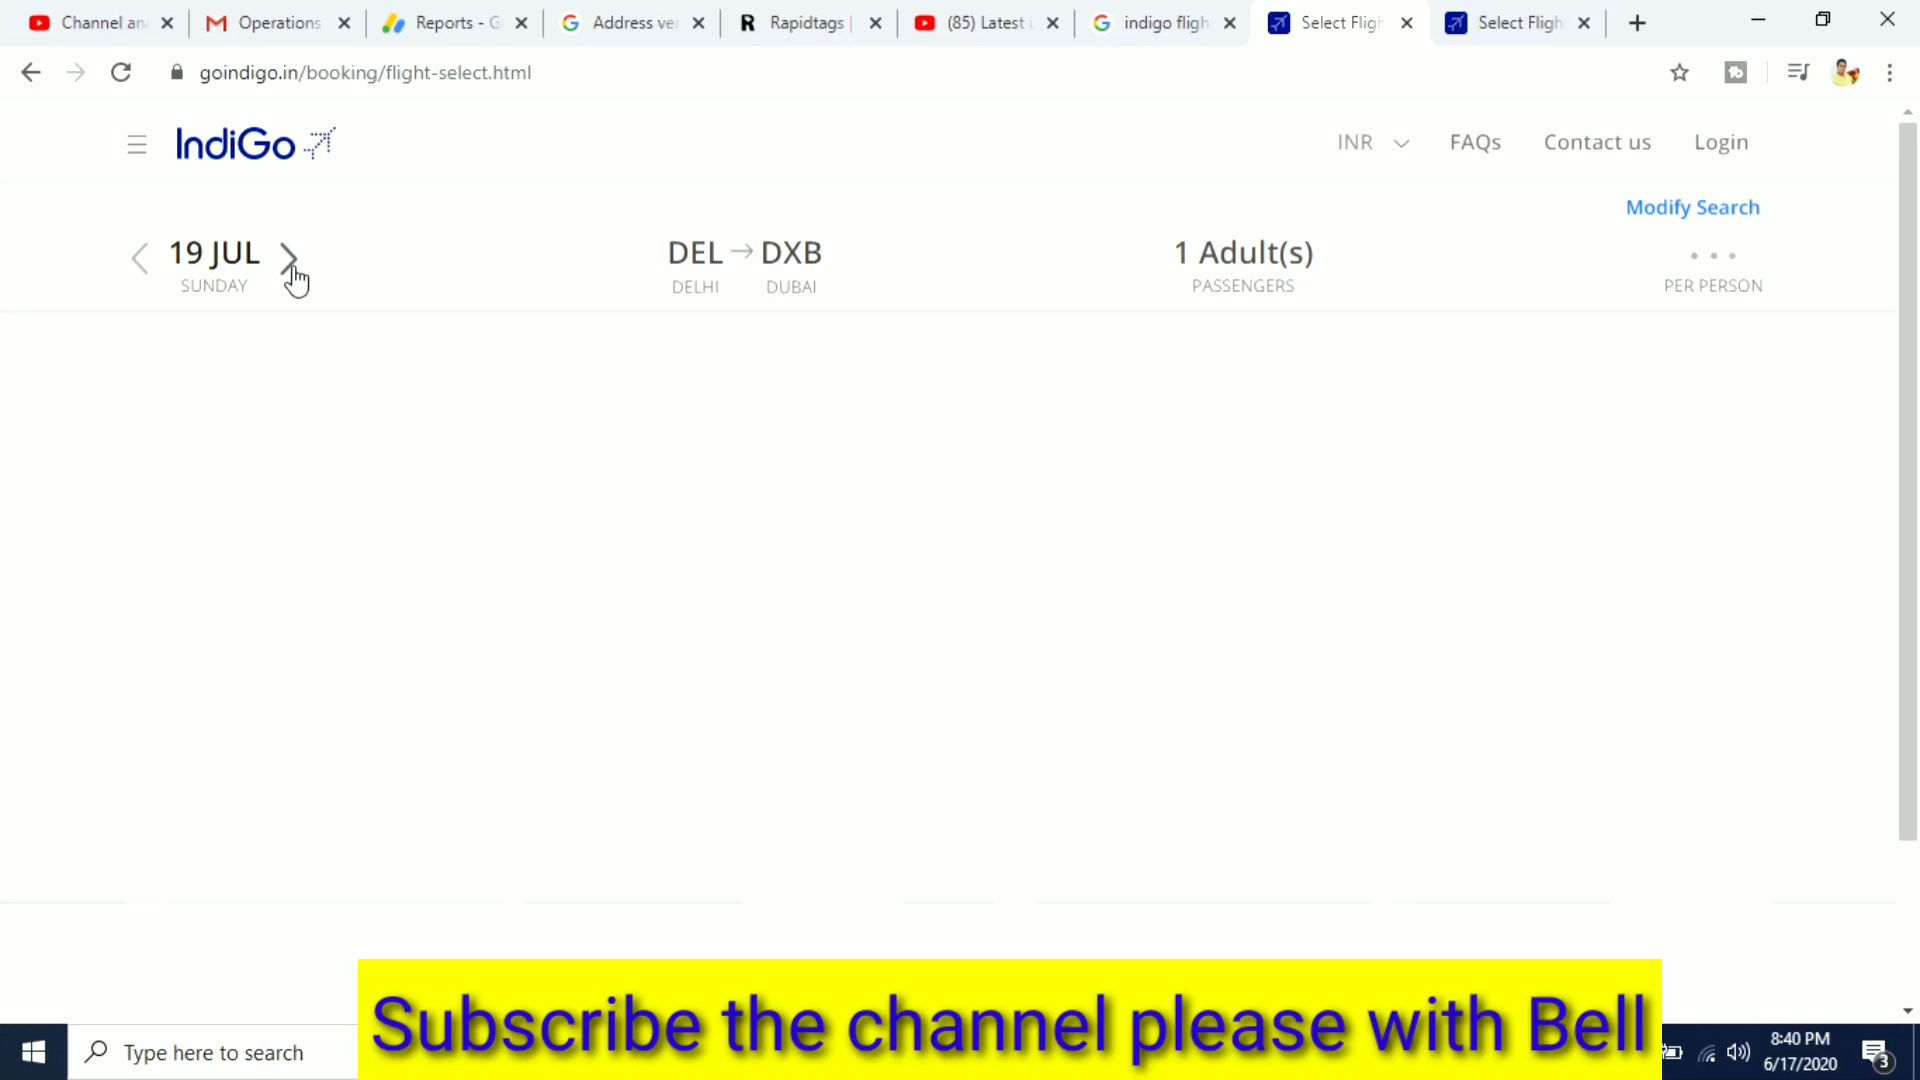 Channel an
Operations
Reports - G
Address ver
Rapidtags |
(85) Latest
indigo fligh
Select Fligh
Select Fligh
goindigo.in/booking/flight-select.html
IndiGo
INR
FAQs
Contact us
Login
Modify Search
19 JUL
SUNDAY
DEL → DXB
DELHI DUBAI
1 Adult(s)
PASSENGERS
PER PERSON
Subscribe the channel please with Bell
Type here to search
8:40 PM
6/17/2020
3